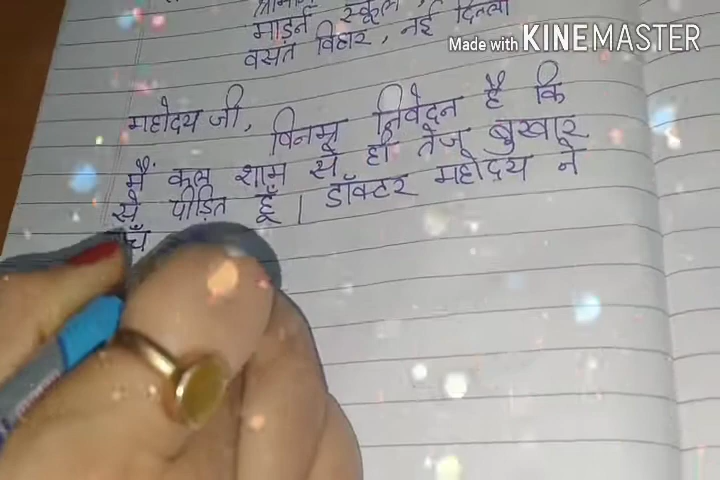 माडर्न स्कूल,
वसंत विहार, नई दिल्ली
Made with KINEMASTER
महोदय जी,
विनम्र निवेदन है कि
मैं कल शाम से ही तेज़ बुखार
से पीड़ित हूँ । डॉक्टर महोदय ने